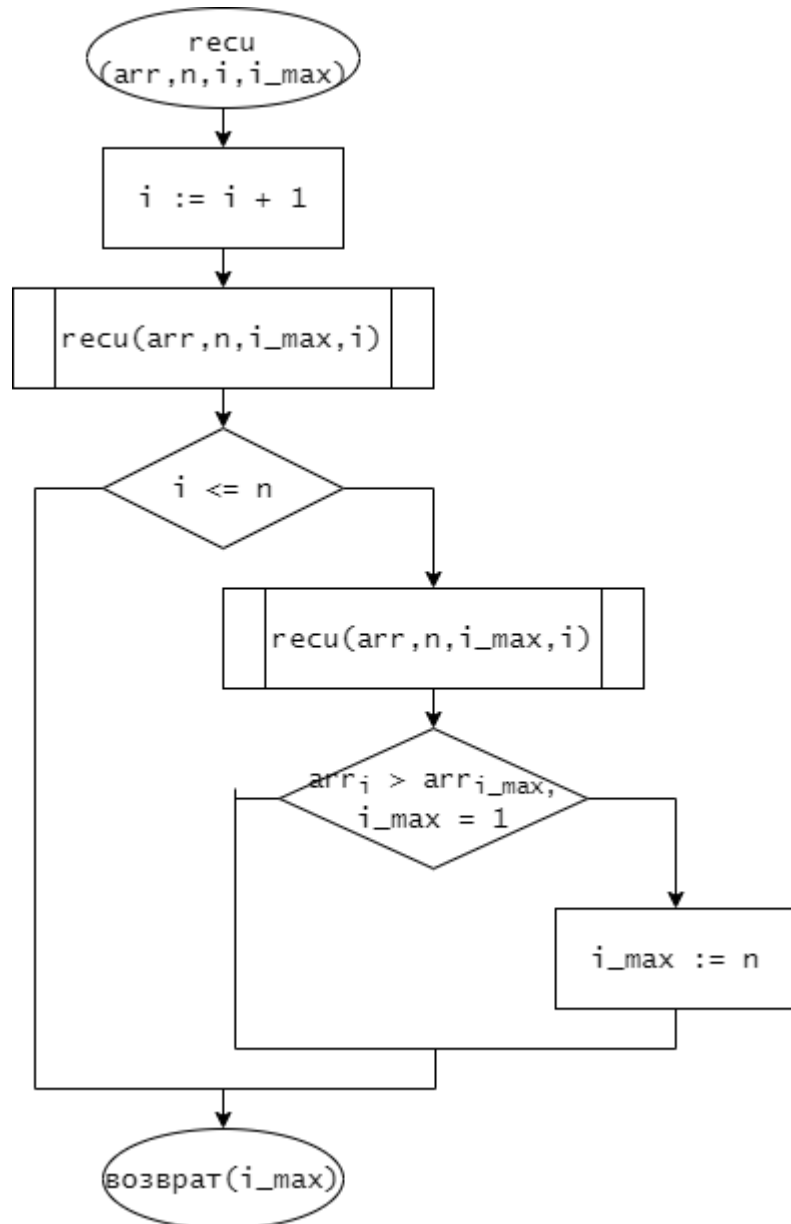 recu
(arr,n,i,i_max)
i := i + 1
recu(arr,n,i_max,i)
i <= n
recu(arr,n,i_max,i)
arrᵢ > arrᵢ_max,
i_max = 1
i_max := n
возврат(i_max)